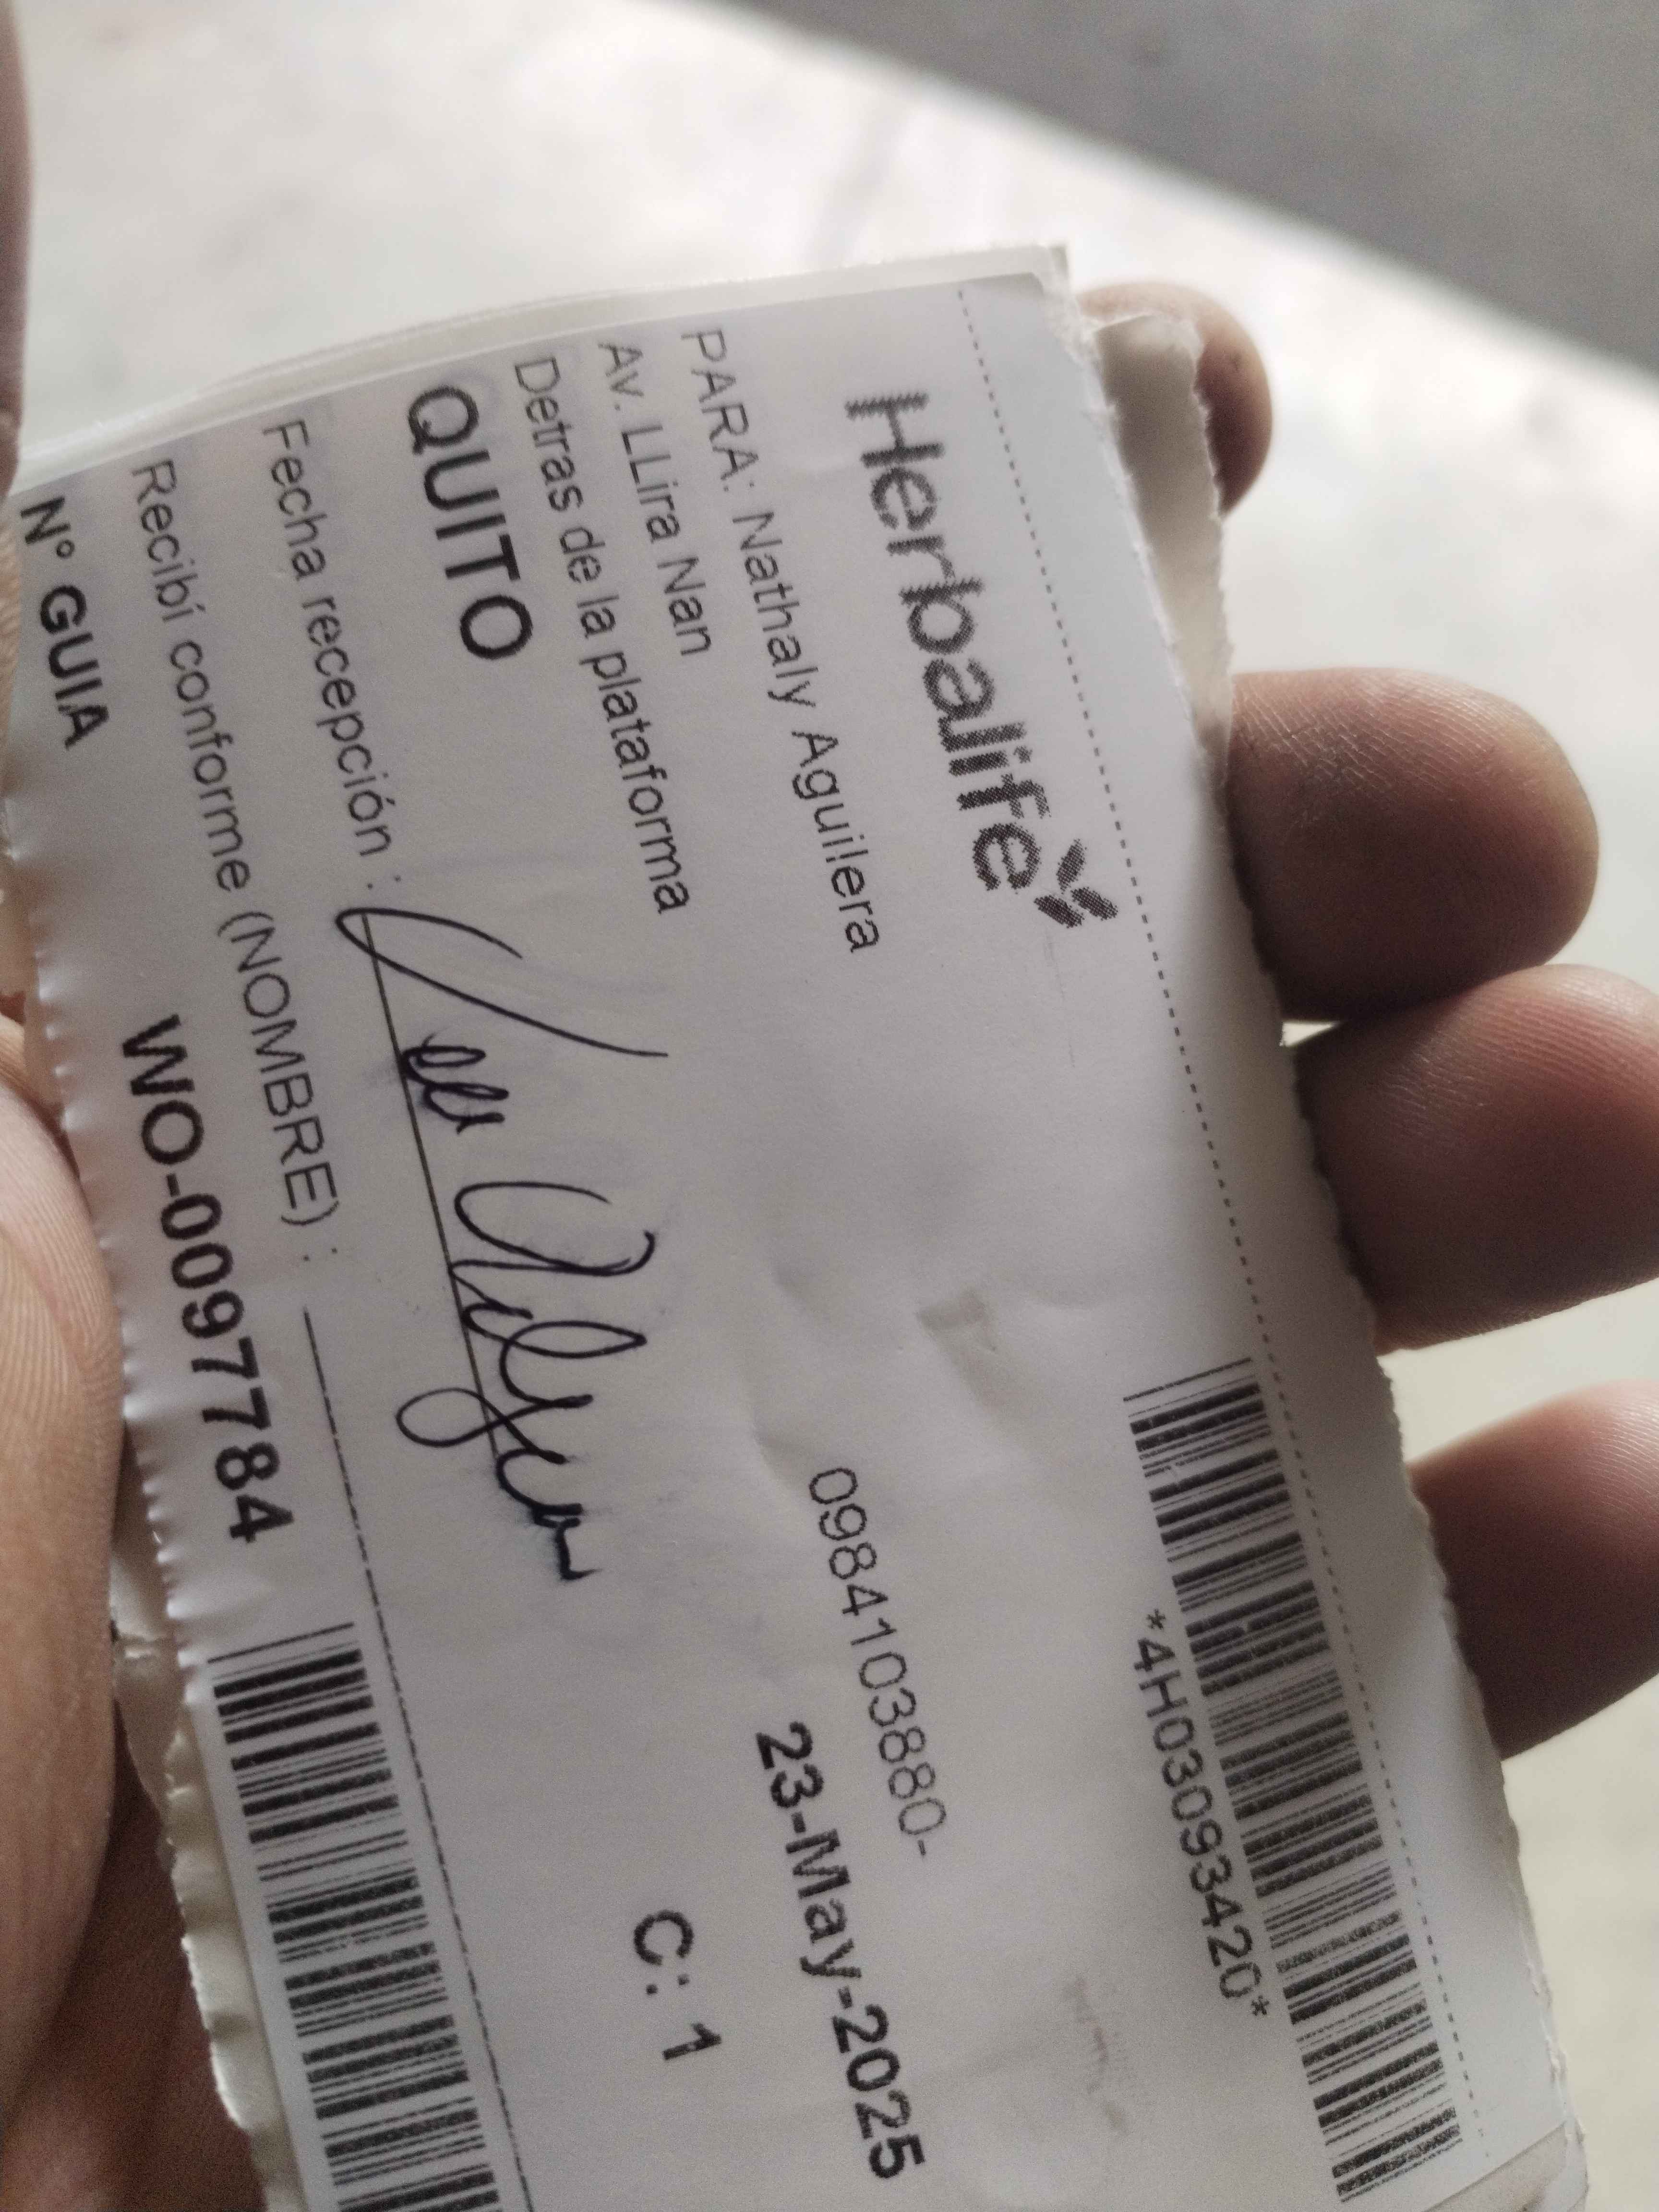 Herbalife
*4H03093420*
PARA: Nathaly Aguilera
0984103880-
Av. LLira Nan
Detras de la plataforma
23-May-2025
QUITO
C: 1
Fecha recepción :
Recibí conforme (NOMBRE) :
N° GUIA
WO-00977784